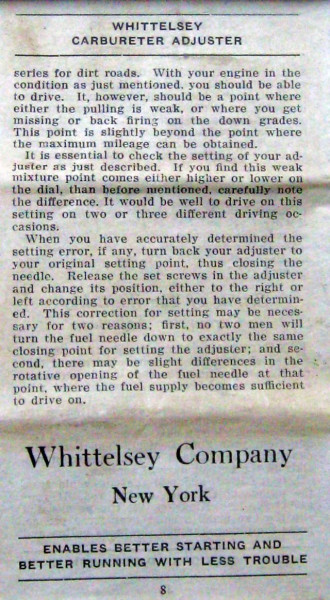 WHITTELSEY
CARBURETER ADJUSTER
series for dirt roads. With your engine in the
condition as just mentioned, you should be able
to drive. It, however, should be a point where
either the pulling is weak, or where you get
missing or back firing on the down grades.
This point is slightly beyond the point where
the maximum mileage can be obtained.
It is essential to check the setting of your ad-
juster as just described. If you find this weak
mixture point comes either higher or lower on
the dial, than before mentioned, carefully note
the difference. It would be well to drive on this
setting on two or three different driving oc-
casions.
When you have accurately determined the
setting error, if any, turn back your adjuster to
your original setting point, thus closing the
needle. Release the set screws in the adjuster
and change its position, either to the right or
left according to error that you have determin-
ed. This correction for setting may be neces-
sary for two reasons; first, no two men will
turn the fuel needle down to exactly the same
closing point for setting the adjuster; and se-
cond, there may be slight differences in the
rotative opening of the fuel needle at that
point, where the fuel supply becomes sufficient
to drive on.
Whittelsey Company
New York
ENABLES BETTER STARTING AND
BETTER RUNNING WITH LESS TROUBLE
8